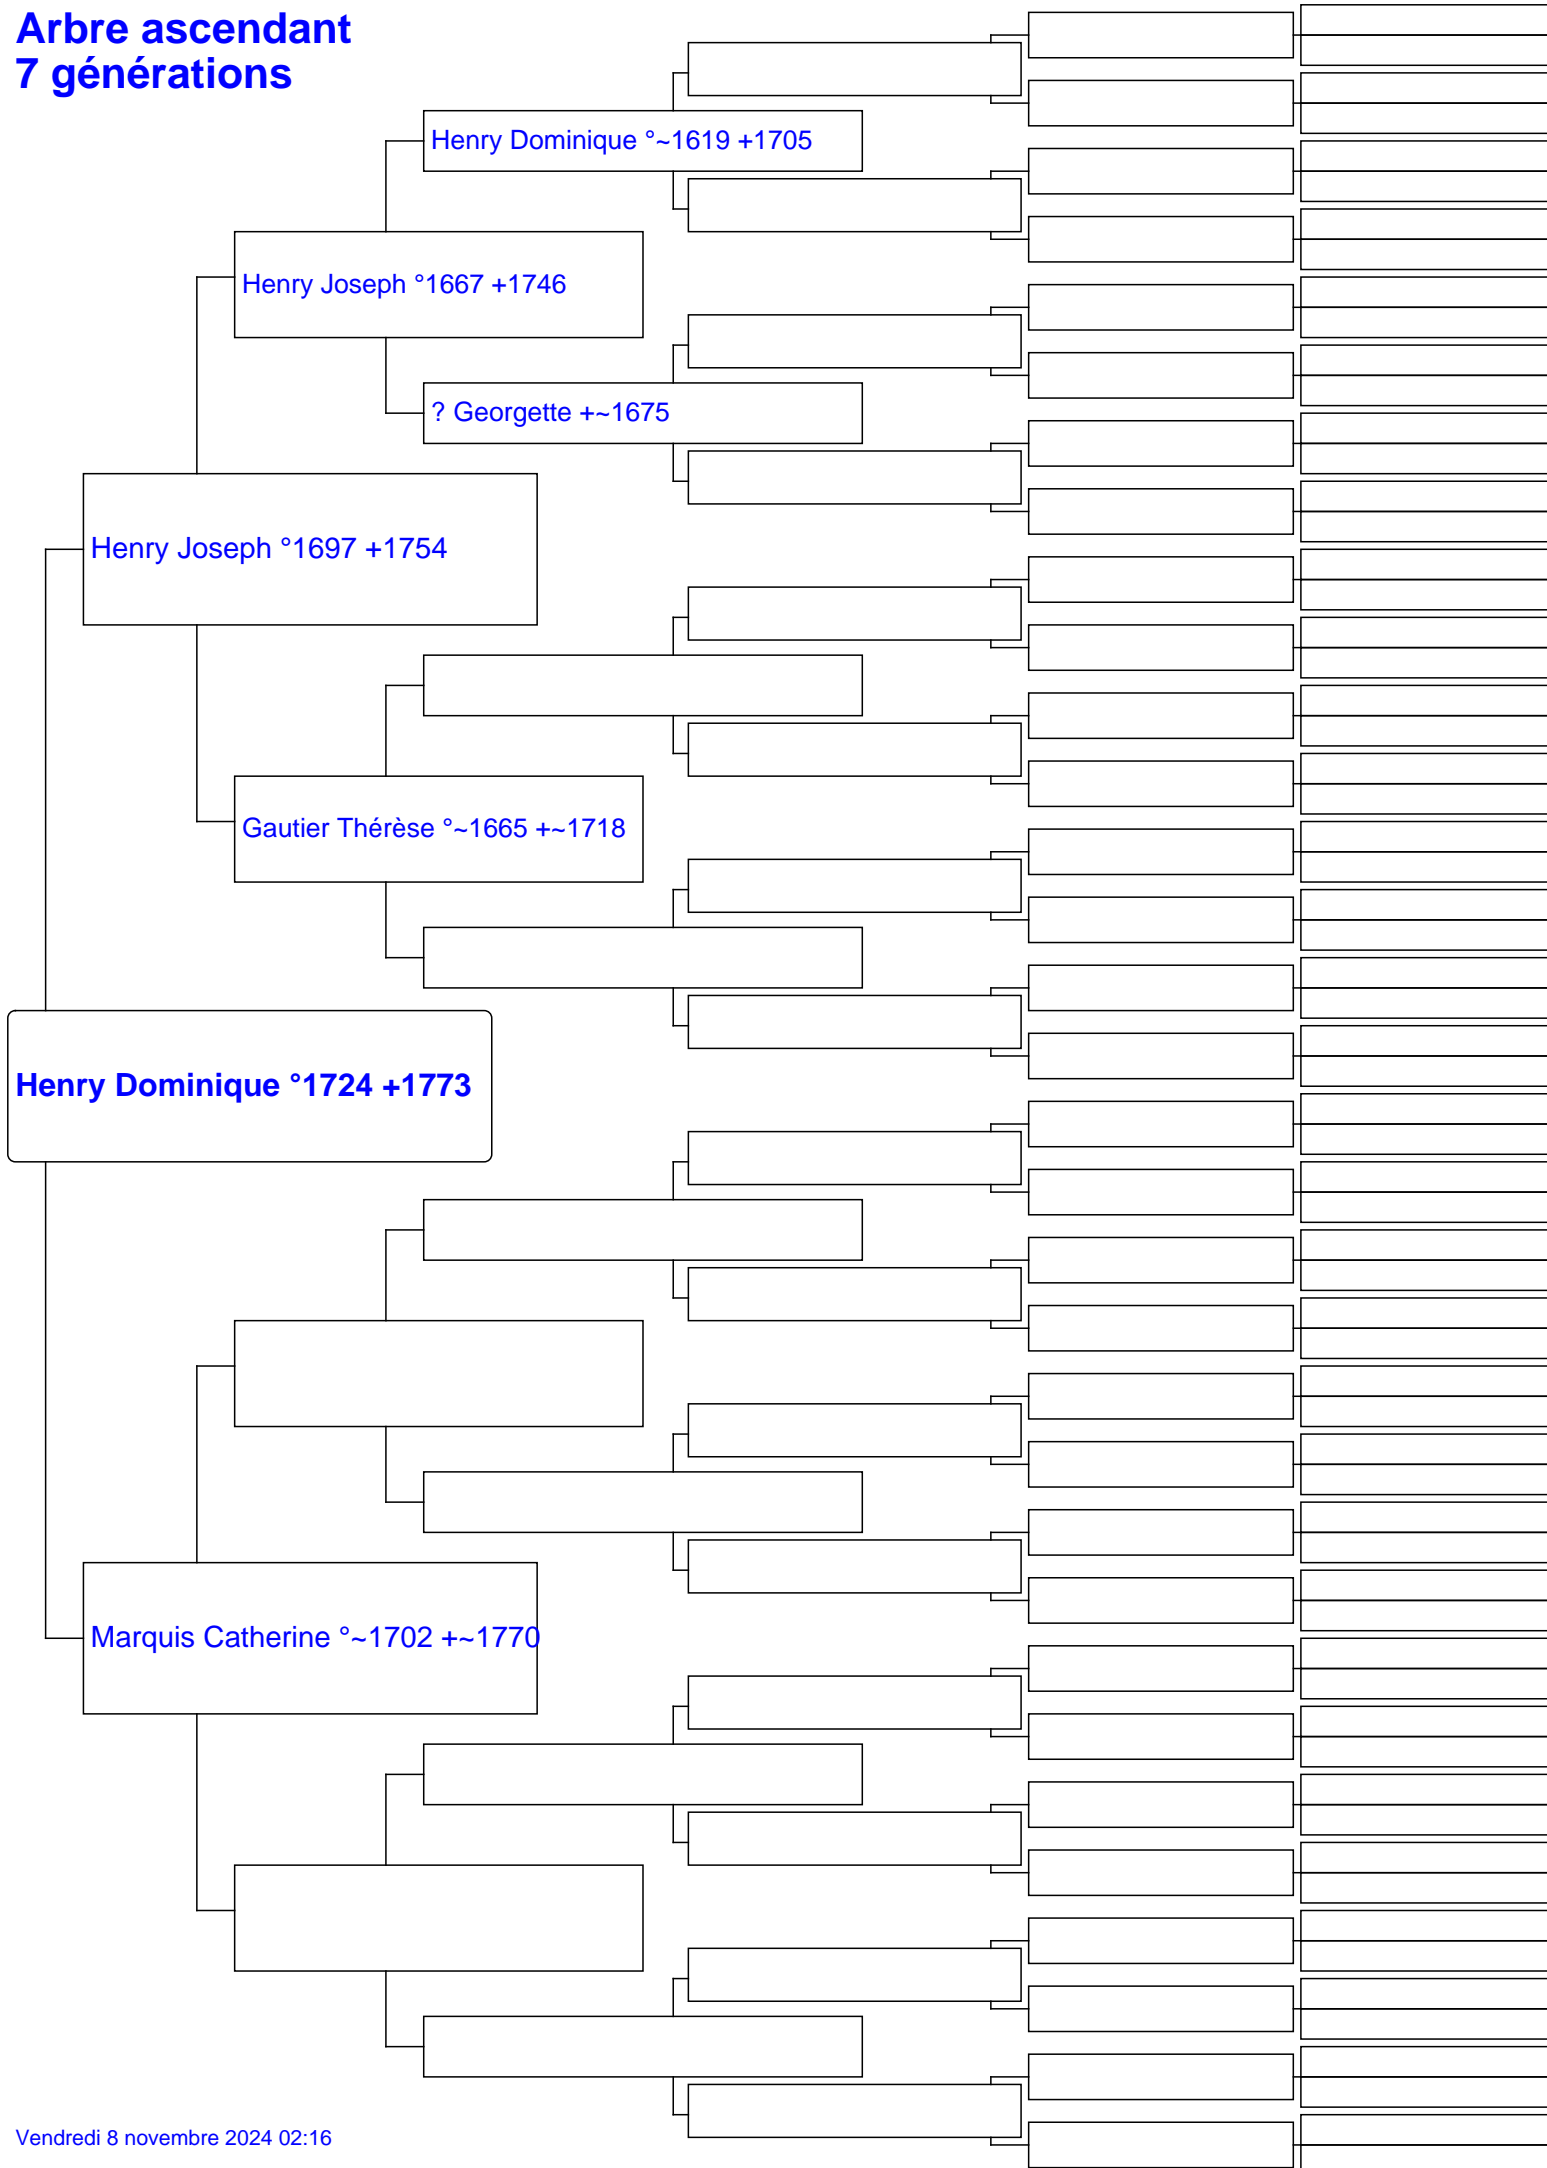 Arbre ascendant
7 générations
Henry Dominique °~1619 +1705
Henry Joseph °1667 +1746
? Georgette +~1675
Henry Joseph °1697 +1754
Gautier Thérèse °~1665 +~1718
Henry Dominique °1724 +1773
Marquis Catherine °~1702 +~1770
Vendredi 8 novembre 2024 02:16